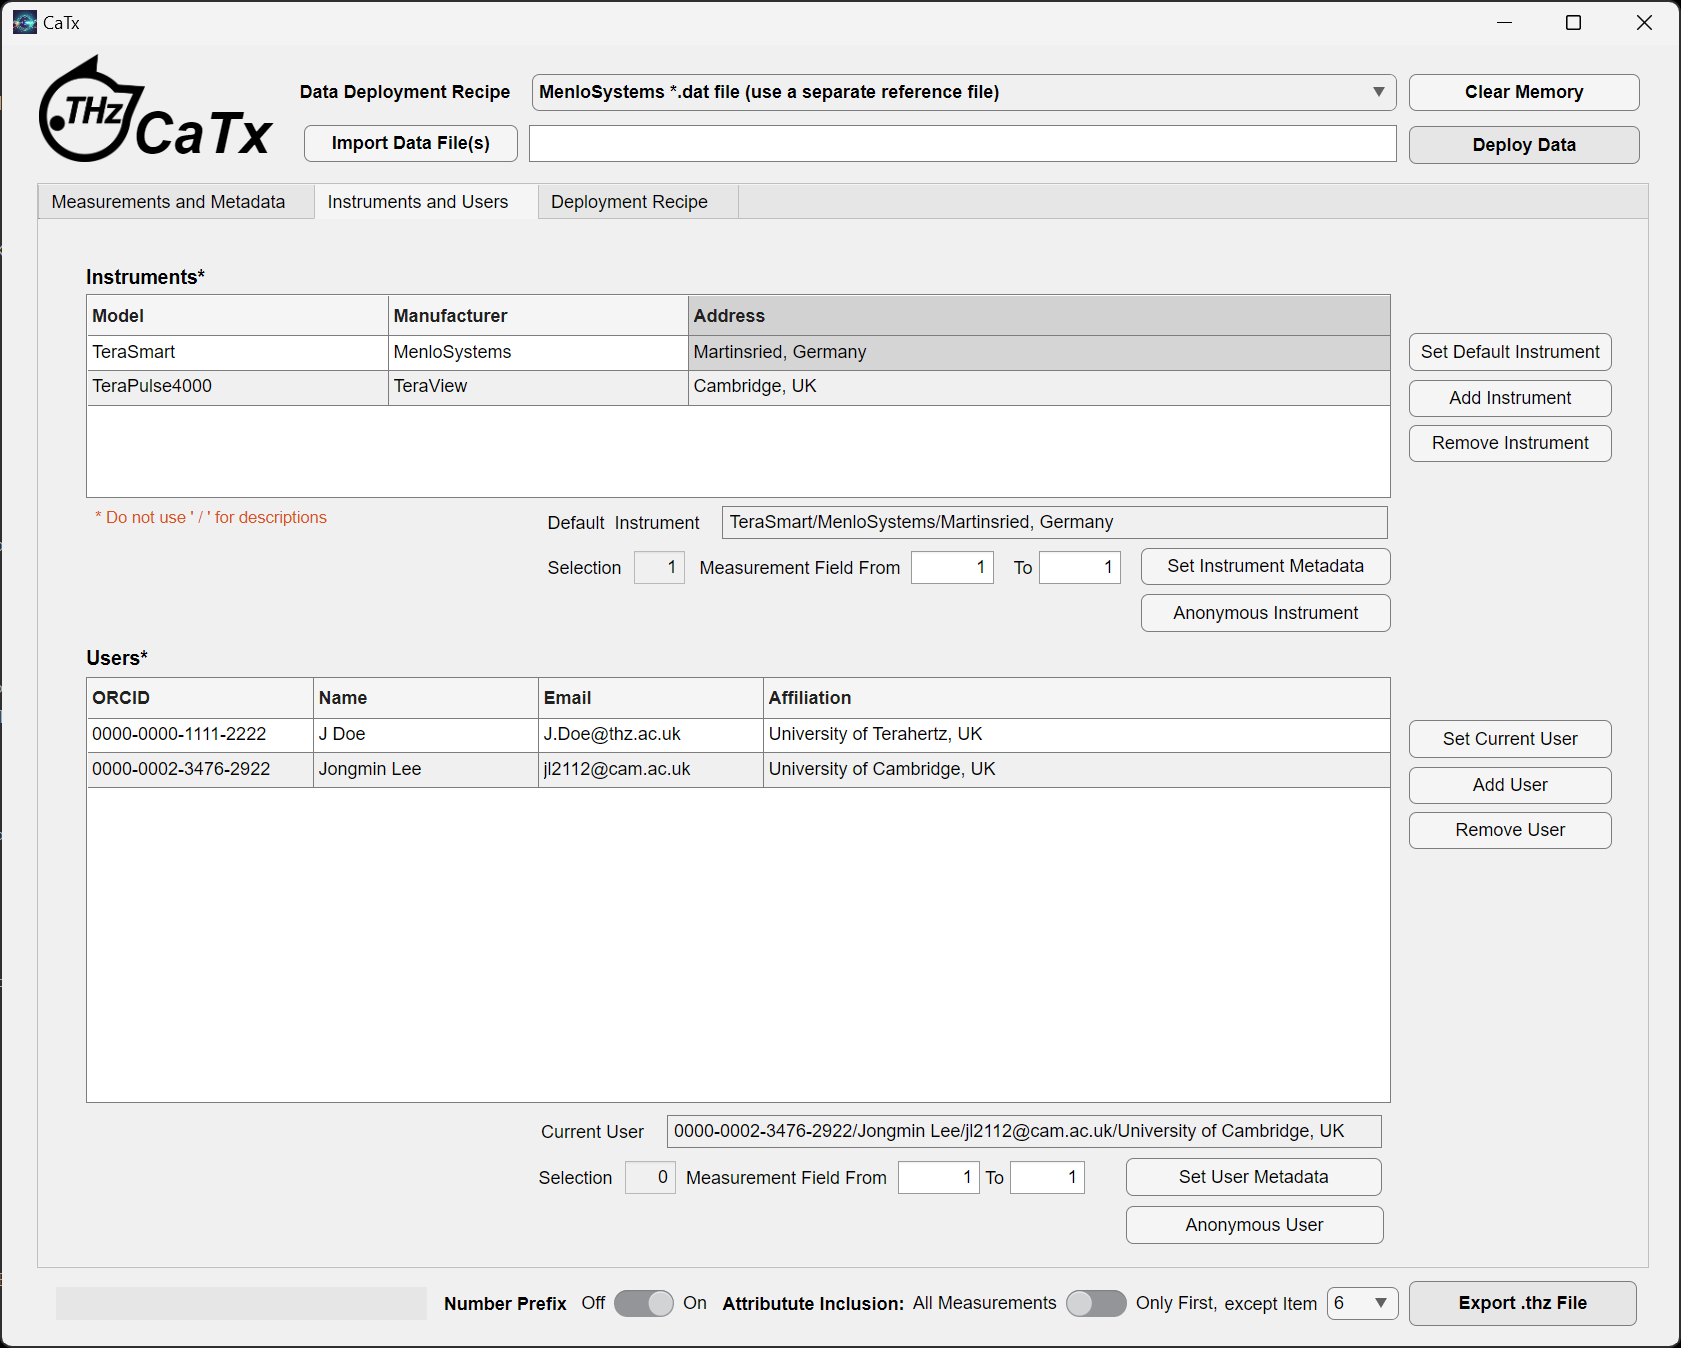 CaTx
.THz
CaTx
Data Deployment Recipe MenloSystems *.dat file (use a separate reference file) Clear Memory
Import Data File(s) Deploy Data
Measurements and Metadata Instruments and Users Deployment Recipe
Instruments*
Model Manufacturer Address
TeraSmart MenloSystems Martinsried, Germany
TeraPulse4000 TeraView Cambridge, UK
Set Default Instrument
Add Instrument
Remove Instrument
* Do not use ' / ' for descriptions
Default Instrument TeraSmart/MenloSystems/Martinsried, Germany
Selection 1 Measurement Field From 1 To 1 Set Instrument Metadata
Anonymous Instrument
Users*
ORCID Name Email Affiliation
0000-0000-1111-2222 J Doe J.Doe@thz.ac.uk University of Terahertz, UK
0000-0002-3476-2922 Jongmin Lee jl2112@cam.ac.uk University of Cambridge, UK
Set Current User
Add User
Remove User
Current User 0000-0002-3476-2922/Jongmin Lee/jl2112@cam.ac.uk/University of Cambridge, UK
Selection 0 Measurement Field From 1 To 1 Set User Metadata
Anonymous User
Number Prefix Off On Attributute Inclusion: All Measurements Only First, except Item 6 Export .thz File